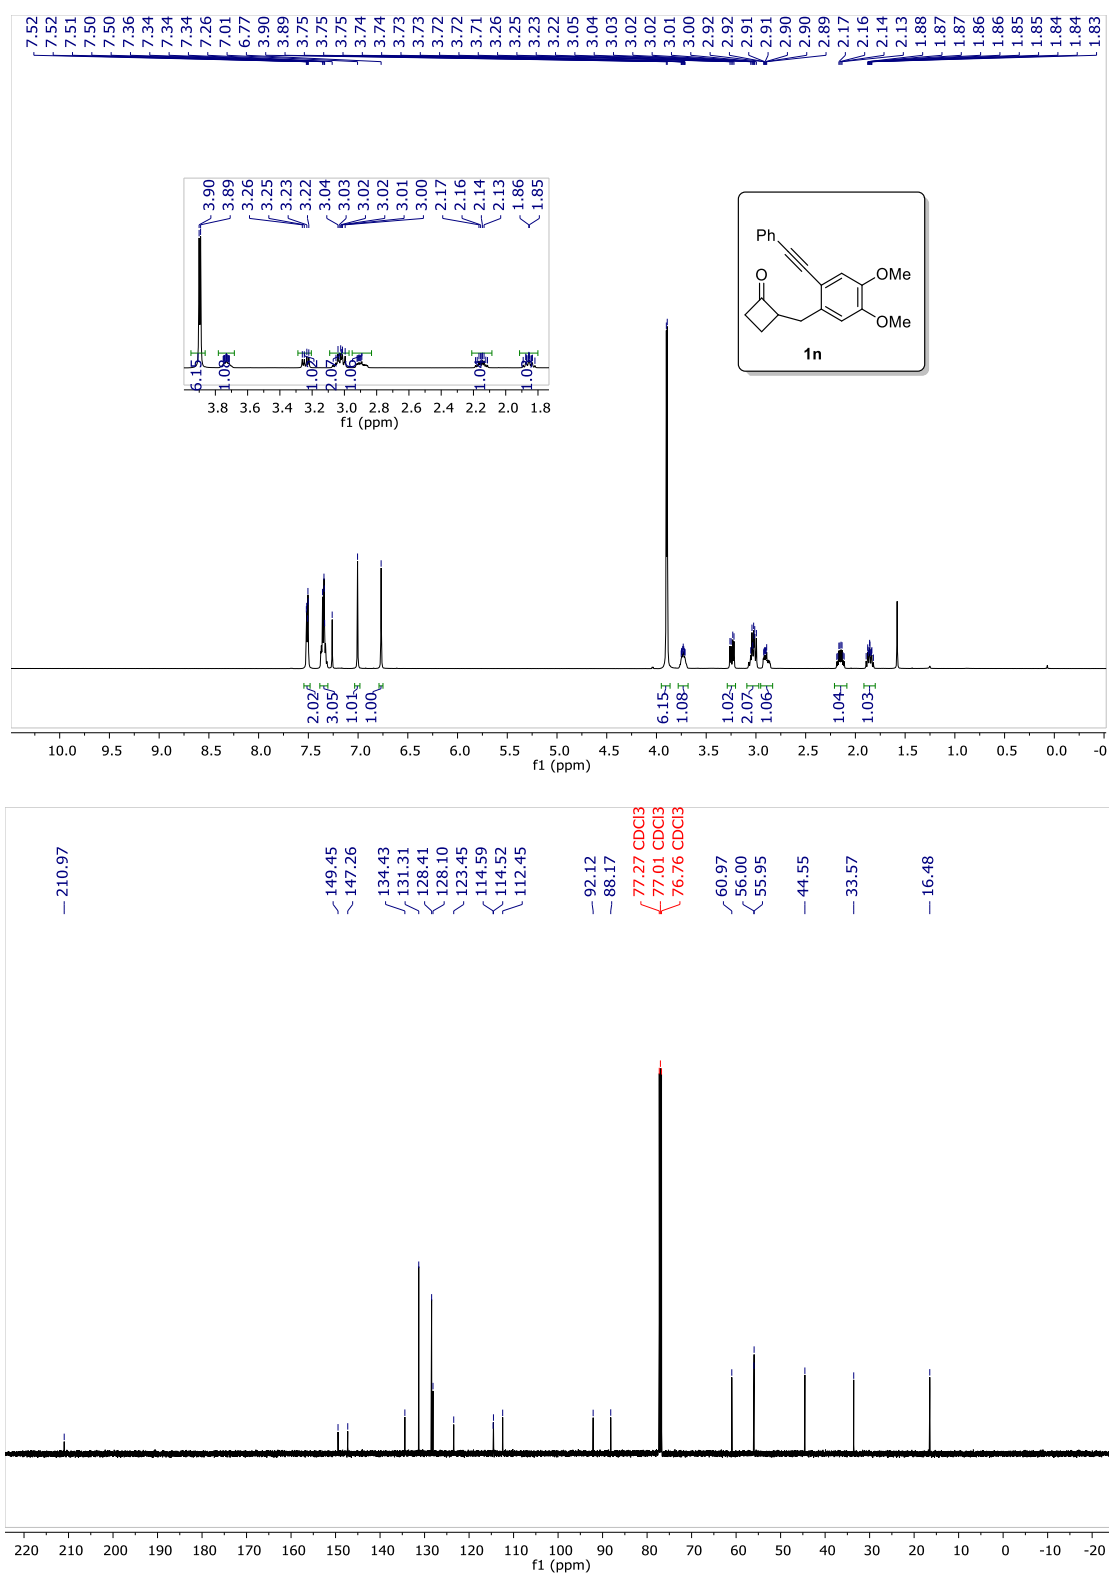 7.52 7.52 7.51 7.50 7.50 7.36 7.34 7.34 7.34 7.26 7.01 6.77 3.90 3.89 3.75 3.75 3.75 3.74 3.74 3.73 3.73 3.72 3.72 3.71 3.26 3.25 3.23 3.22 3.05 3.04 3.03 3.02 3.02 3.01 3.00 2.92 2.92 2.91 2.91 2.90 2.90 2.89 2.17 2.16 2.14 2.13 1.88 1.87 1.87 1.86 1.86 1.85 1.85 1.84 1.84 1.83
3.90 3.89 3.26 3.25 3.23 3.22 3.04 3.03 3.02 3.02 3.01 3.00 2.17 2.16 2.14 2.13 1.86 1.85
6.15 1.08 1.02 2.07 1.06 1.04 1.03
3.8 3.6 3.4 3.2 3.0 2.8 2.6 2.4 2.2 2.0 1.8
f1 (ppm)
Ph
O
OMe
OMe
1n
2.02 3.05 1.01 1.00 6.15 1.08 1.02 2.07 1.06 1.04 1.03
10.0 9.5 9.0 8.5 8.0 7.5 7.0 6.5 6.0 5.5 5.0 4.5 4.0 3.5 3.0 2.5 2.0 1.5 1.0 0.5 0.0 -0
f1 (ppm)
210.97 149.45 147.26 134.43 131.31 128.41 128.10 123.45 114.59 114.52 112.45 92.12 88.17 77.27 CDCl3 77.01 CDCl3 76.76 CDCl3 60.97 56.00 55.95 44.55 33.57 16.48
220 210 200 190 180 170 160 150 140 130 120 110 100 90 80 70 60 50 40 30 20 10 0 -10 -20
f1 (ppm)